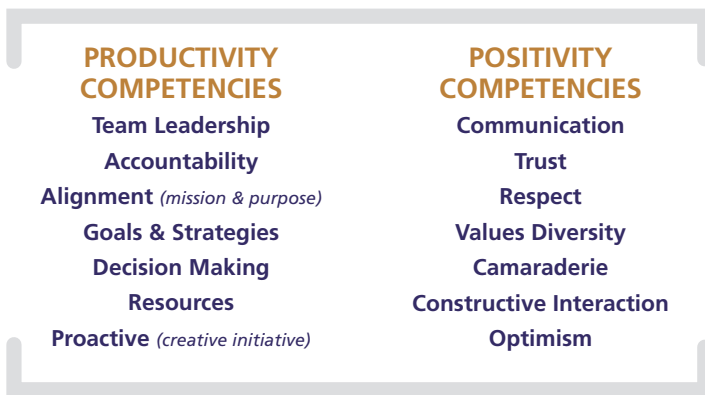 PRODUCTIVITY
COMPETENCIES
Team Leadership
Accountability
Alignment (mission & purpose)
Goals & Strategies
Decision Making
Resources
Proactive (creative initiative)
POSITIVITY
COMPETENCIES
Communication
Trust
Respect
Values Diversity
Camaraderie
Constructive Interaction
Optimism